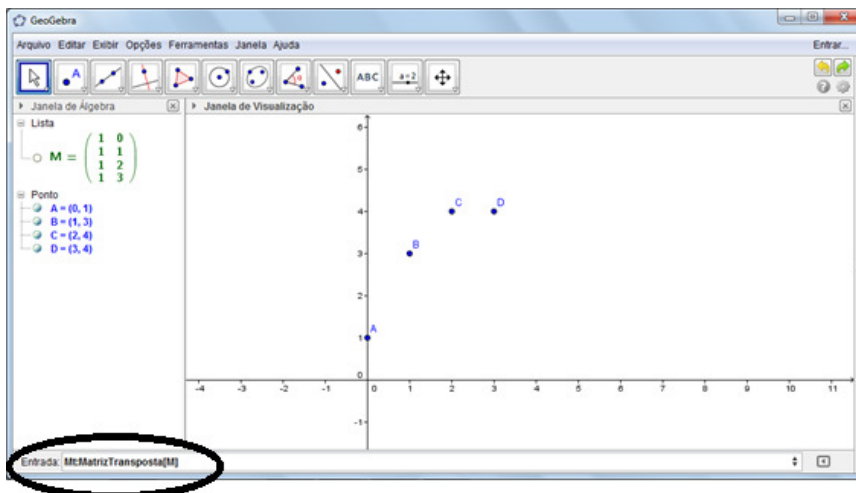 GeoGebra
Arquivo Editar Exibir Opções Ferramentas Janela Ajuda Entrar...
ABC a=2
Janela de Álgebra
Janela de Visualização
Lista
M = ( 1 0
1 1
1 2
1 3 )
Ponto
A = (0, 1)
B = (1, 3)
C = (2, 4)
D = (3, 4)
6
5
4
3
2
1
0
-1
A
B
C
D
-4 -3 -2 -1 0 1 2 3 4 5 6 7 8 9 10 11
Entrada: Mt:MatrizTransposta[M]